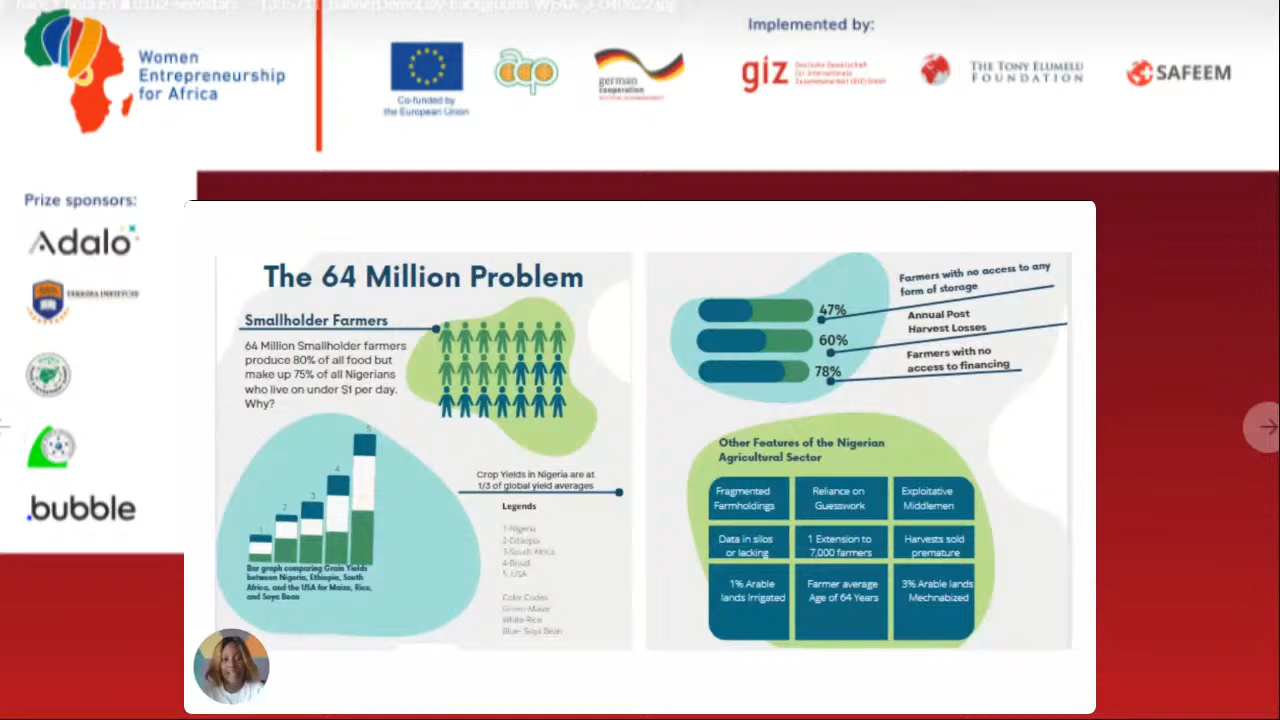 Women
Entrepreneurship
for Africa
Co-funded by
the European Union
german
cooperation
Implemented by:
giz
THE TONY ELUMELU
FOUNDATION
SAFEEM
Prize sponsors:
Adalo
.bubble
The 64 Million Problem
Smallholder Farmers
64 Million Smallholder farmers
produce 80% of all food but
make up 75% of all Nigerians
who live on under $1 per day.
Why?
1
2
3
4
5
Bar graph comparing Grain Yields
between Nigeria, Ethiopia, South
Africa, and the USA for Maize, Rice,
and Soya Bean
Crop Yields in Nigeria are at
1/3 of global yield averages
Legends
1-Nigeria
2-Ethiopia
3-South Africa
4-Brazil
5. USA
Color Codes
Green- Maize
White-Rice
Blue- Soya Bean
47%
Farmers with no access to any
form of storage
60%
Annual Post
Harvest Losses
78%
Farmers with no
access to financing
Other Features of the Nigerian
Agricultural Sector
Fragmented
Farmholdings
Reliance on
Guesswork
Exploitative
Middlemen
Data in silos
or lacking
1 Extension to
7,000 farmers
Harvests sold
premature
1% Arable
lands Irrigated
Farmer average
Age of 64 Years
3% Arable lands
Mechnabized